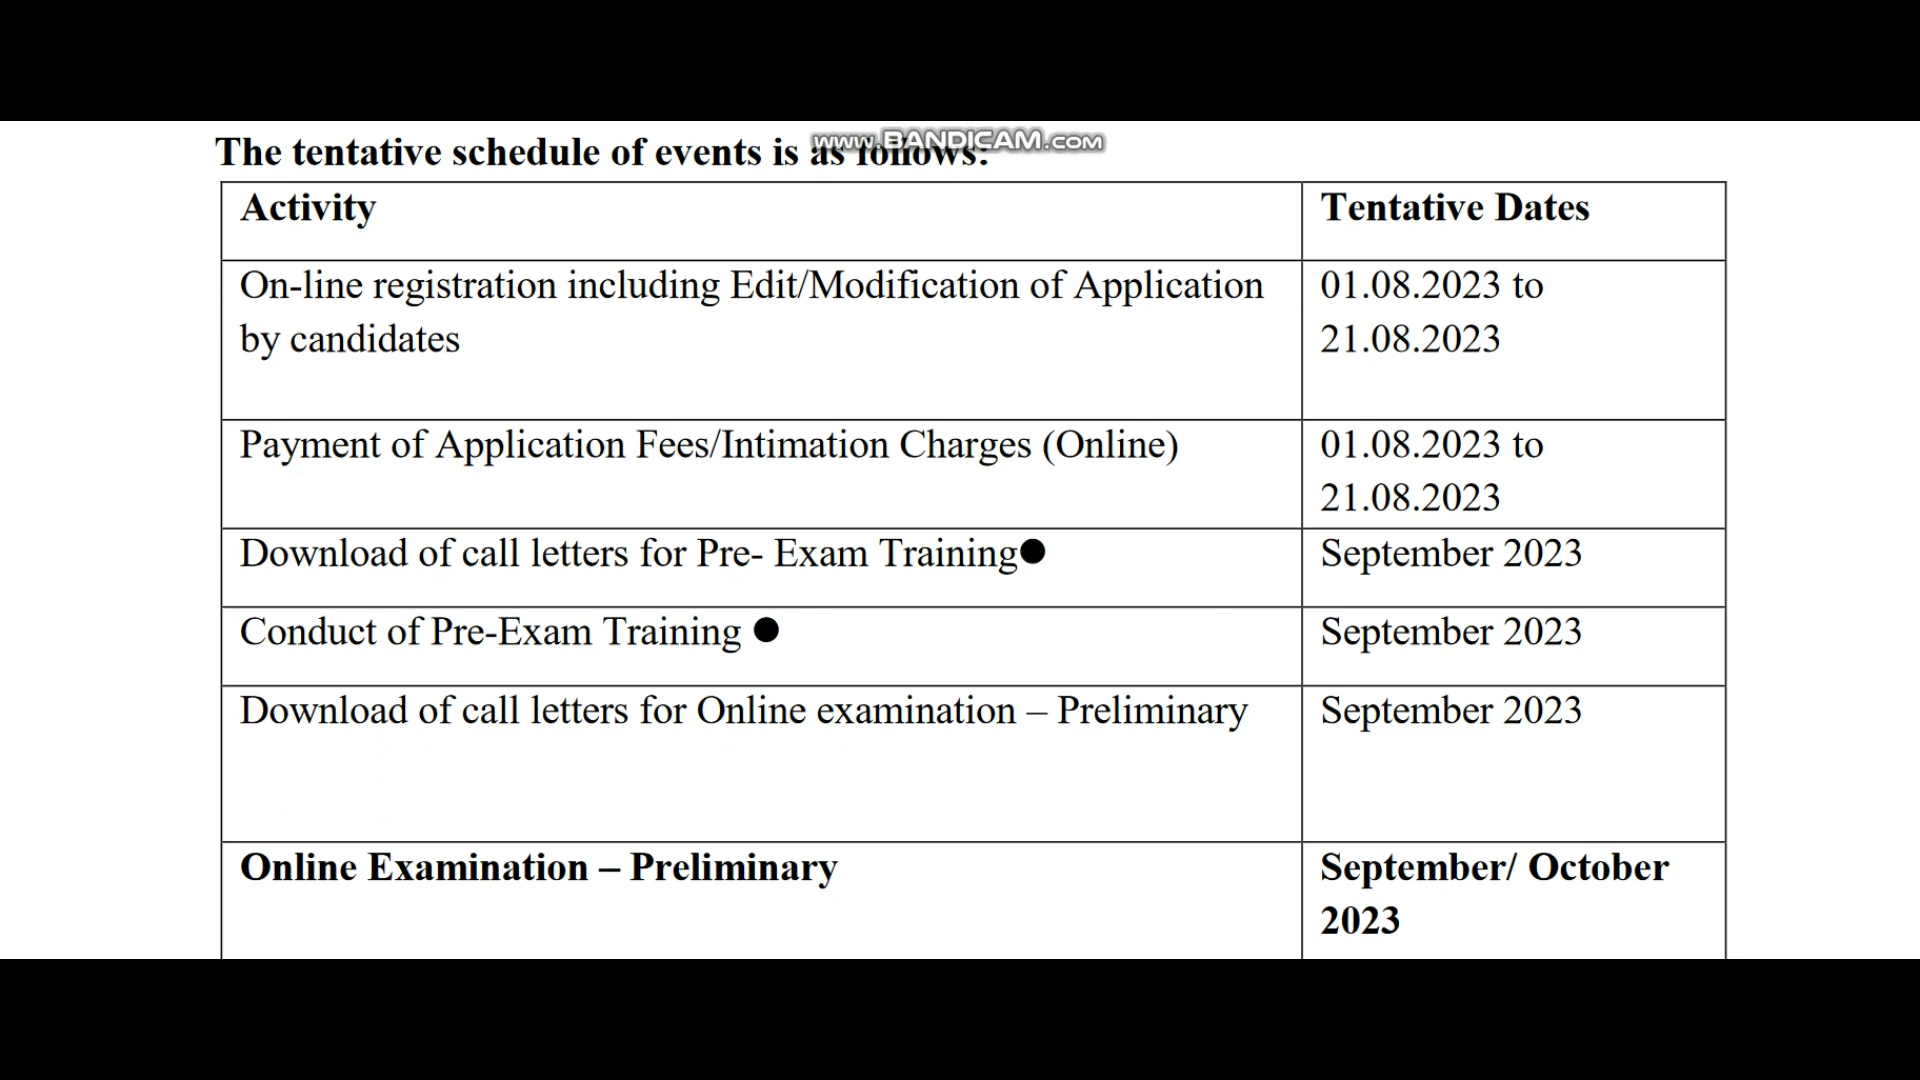 www.BANDICAM.com
The tentative schedule of events is as follows:
Activity
Tentative Dates
On-line registration including Edit/Modification of Application
by candidates
01.08.2023 to
21.08.2023
Payment of Application Fees/Intimation Charges (Online)
01.08.2023 to
21.08.2023
Download of call letters for Pre- Exam Training●
September 2023
Conduct of Pre-Exam Training ●
September 2023
Download of call letters for Online examination – Preliminary
September 2023
Online Examination – Preliminary
September/ October
2023